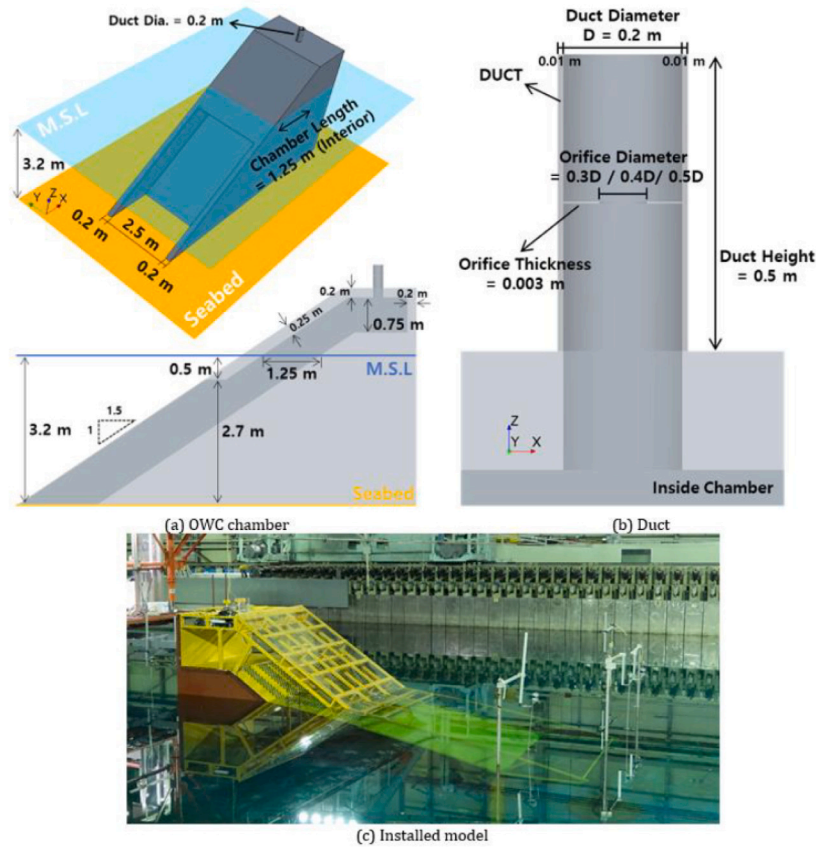 Duct Dia. = 0.2 m
M.S.L
3.2 m
Chamber Length
= 1.25 m (Interior)
Z
Y
X
0.2 m
2.5 m
0.2 m
Seabed
0.2 m
0.2 m
0.25 m
0.75 m
0.5 m
1.25 m
M.S.L
1.5
1
3.2 m
2.7 m
Seabed
(a) OWC chamber
Duct Diameter
D = 0.2 m
0.01 m
0.01 m
DUCT
Orifice Diameter
= 0.3D / 0.4D/ 0.5D
Orifice Thickness
= 0.003 m
Duct Height
= 0.5 m
Z
Y
X
Inside Chamber
(b) Duct
(c) Installed model